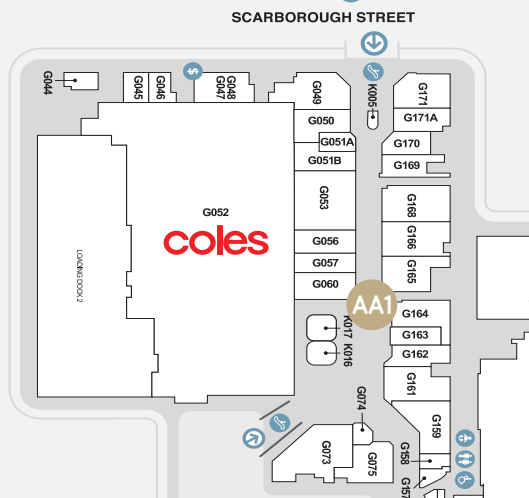 SCARBOROUGH STREET
G044
G045
G046
$
G047
G048
G049
K005
G171
G050
G171A
G051A
G170
G051B
G169
G053
G168
G052
coles
G056
G166
G057
G165
LOADING DOCK 2
G060
AA1
G164
K017
G163
K016
G162
G161
G074
G159
G073
G075
G158
G157